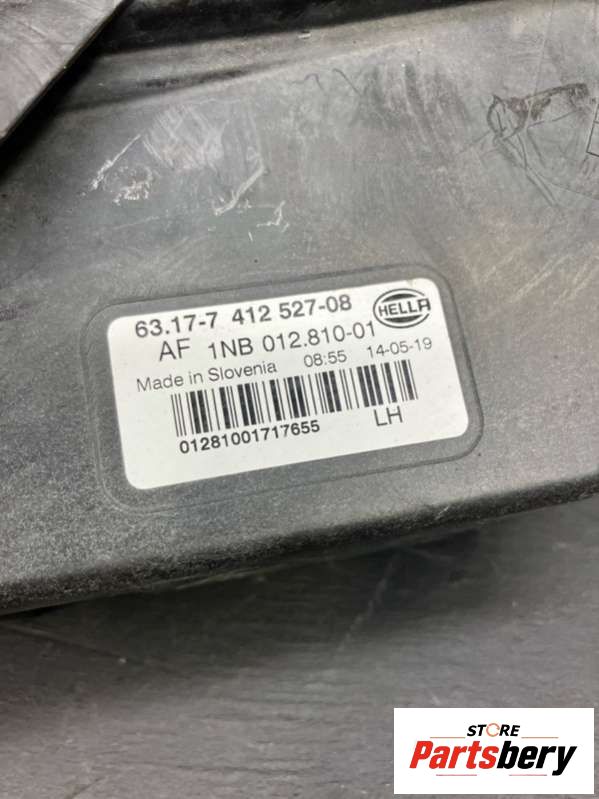 63.17-7 412 527-08
HELLA
AF 1NB 012.810-01
Made in Slovenia 08:55 14-05-19
01281001717655
LH
STORE
Partsbery